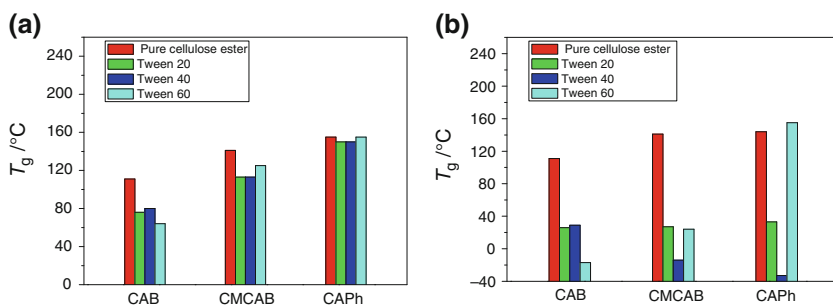 (a)
240
200
160
120
80
40
0
T_g /°C
Pure cellulose ester
Tween 20
Tween 40
Tween 60
CAB CMCAB CAPh
(b)
240
200
160
120
80
40
0
−40
T_g /°C
Pure cellulose ester
Tween 20
Tween 40
Tween 60
CAB CMCAB CAPh